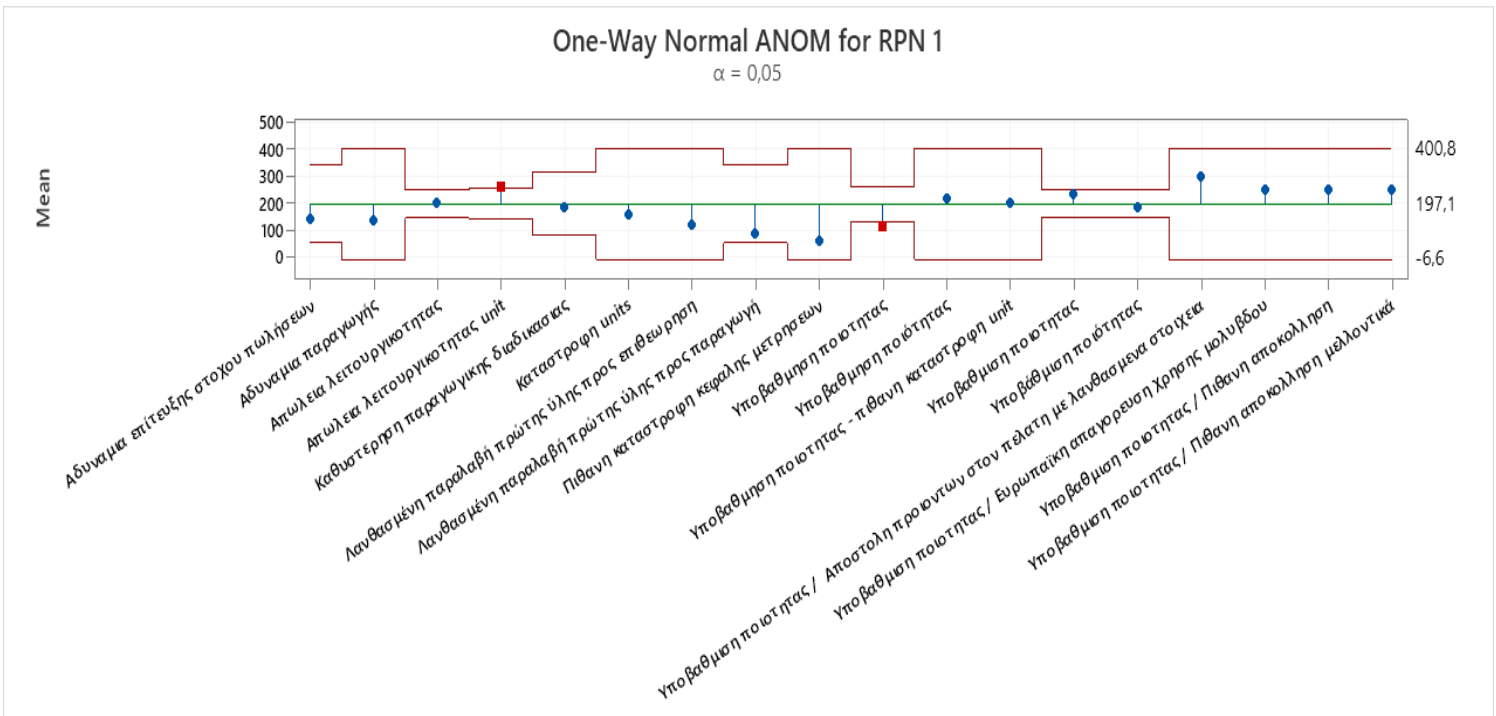 One-Way Normal ANOM for RPN 1
α = 0,05
Mean
500
400
300
200
100
0
400,8
197,1
-6,6
Αδυναμια επίτευξης στοχου πωλήσεων
Αδυναμια παραγωγής
Απωλεια λειτουργικοτητας
Απωλεια λειτουργικοτητας unit
Καθυστερηση παραγωγικης διαδικασιας
Καταστροφη units
Λανθασμένη παραλαβή πρώτης ύλης προς επιθεωρηση
Λανθασμένη παραλαβή πρώτης ύλης προς παραγωγή
Πιθανη καταστροφη κεφαλης μετρησεων
Υποβαθμηση ποιοτητας
Υποβαθμηση ποιότητας
Υποβαθμηση ποιοτητας - πιθανη καταστροφη unit
Υποβαθμιση ποιοτητας
Υποβάθμιση ποιότητας
Υποβαθμιση ποιοτητας / Αποστολη προιοντων στον πελατη με λανθασμενα στοιχεια
Υποβαθμιση ποιοτητας / Ευρωπαϊκη απαγορευση χρησης μολυβδου
Υποβαθμιση ποιοτητας / Πιθανη αποκολληση
Υποβαθμιση ποιοτητας / Πιθανη αποκολληση μελλοντικά